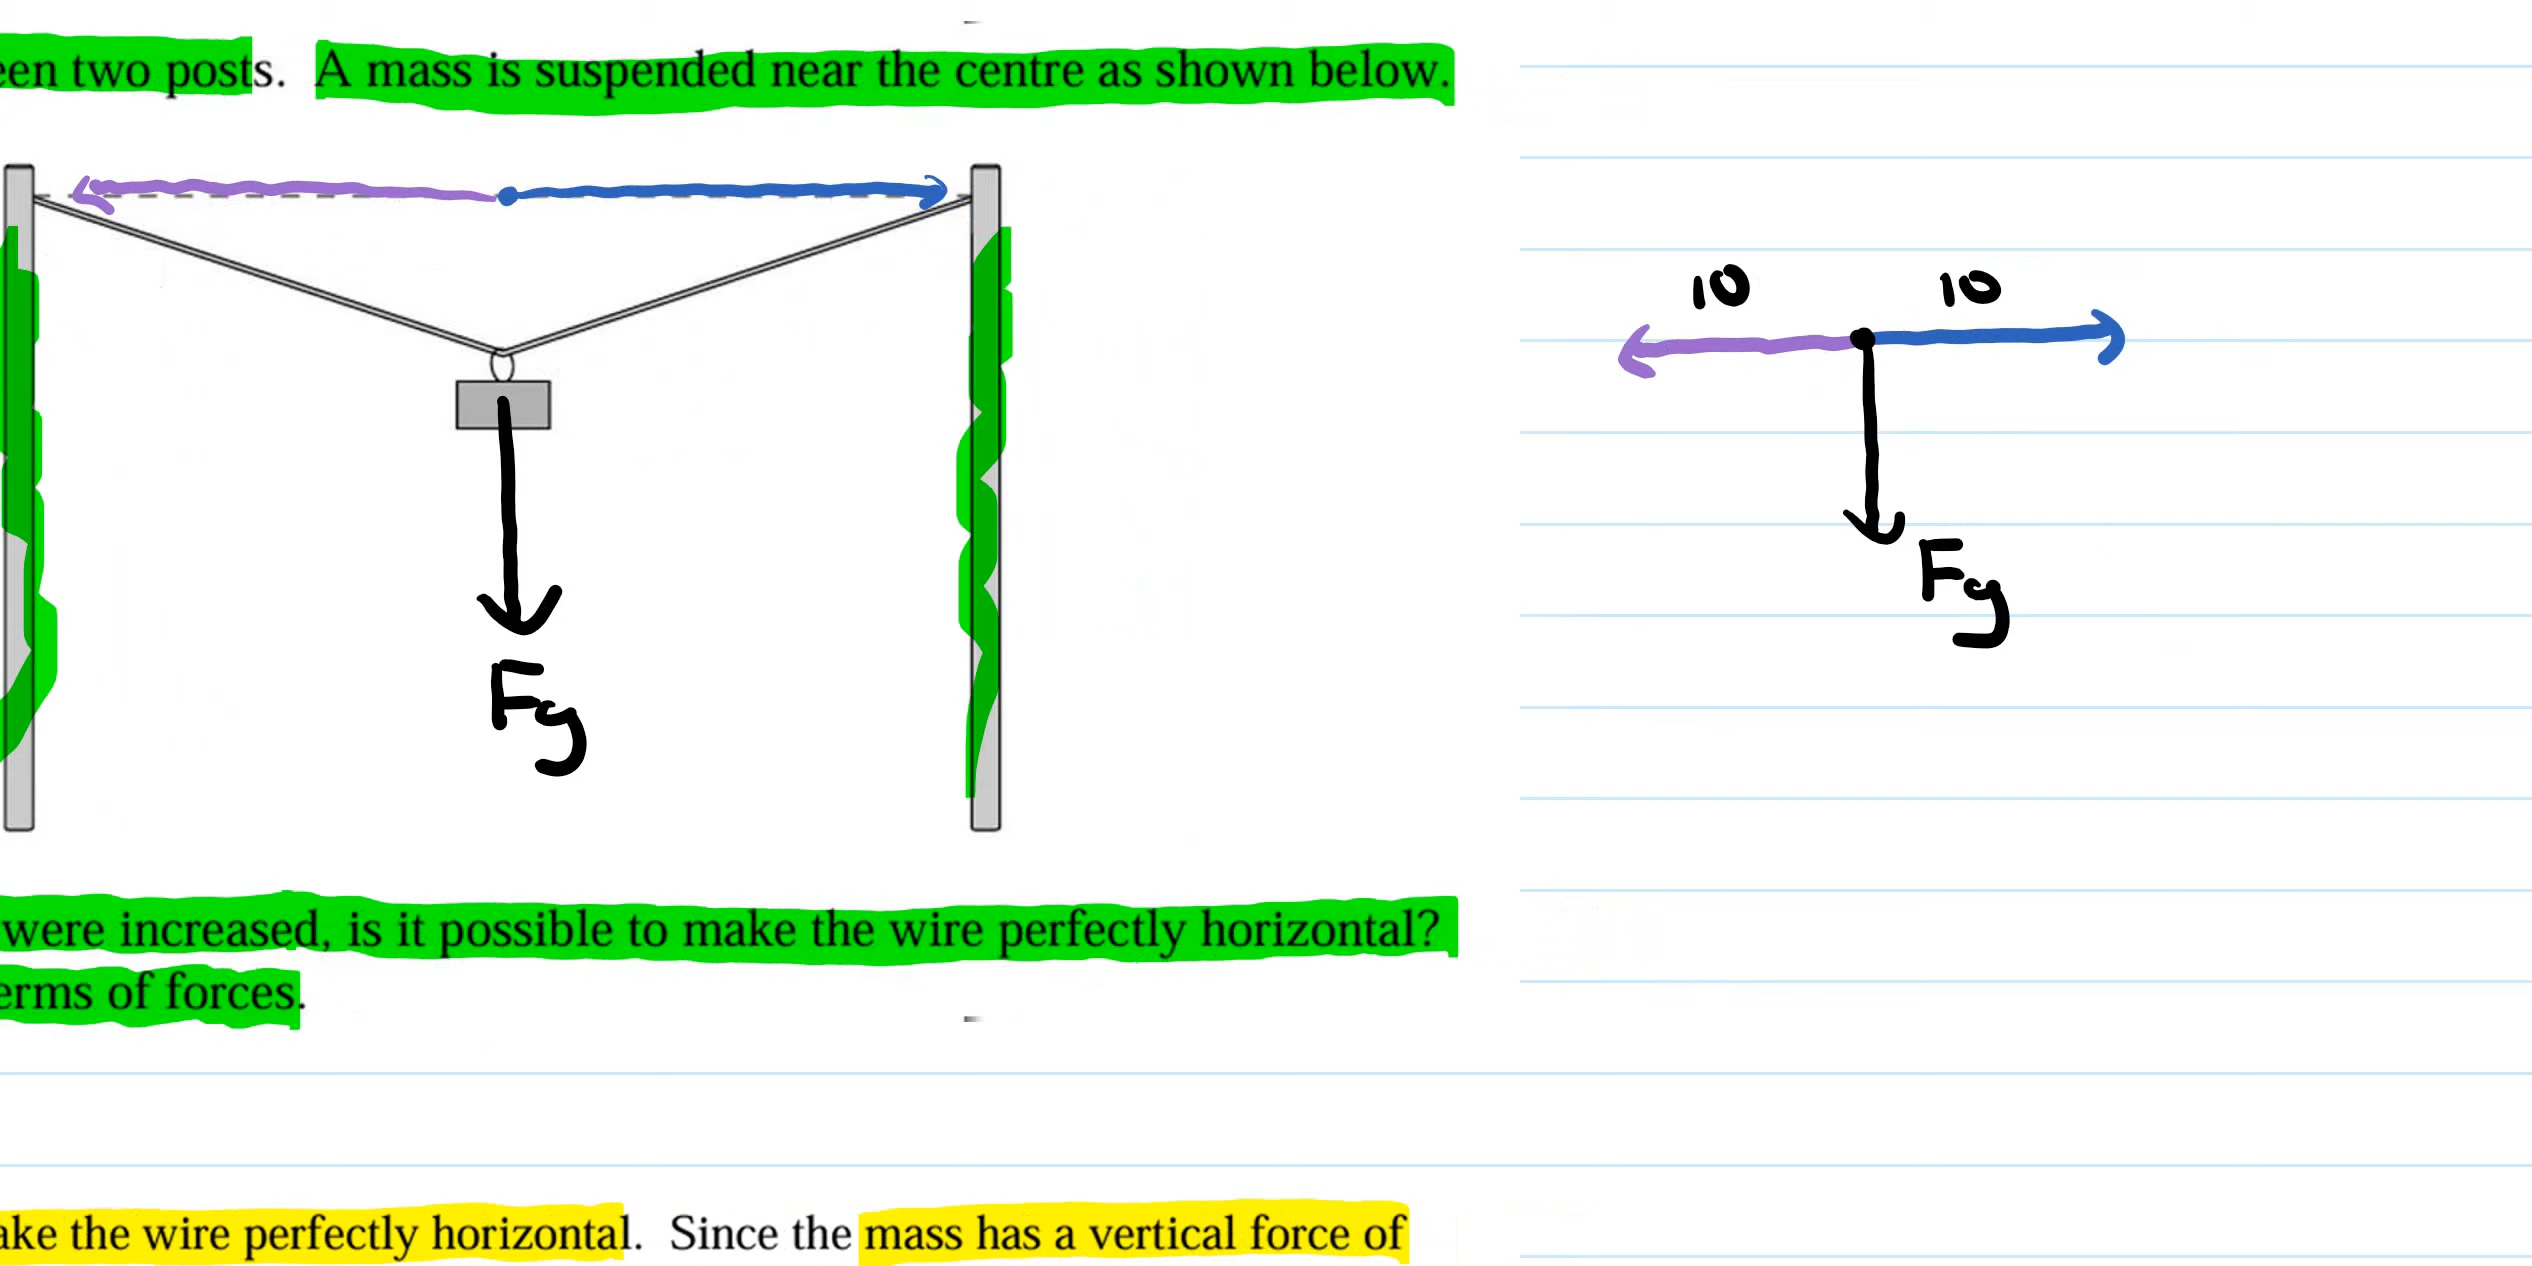 een two posts. A mass is suspended near the centre as shown below.
10 10
Fg
Fg
were increased, is it possible to make the wire perfectly horizontal?
erms of forces.
ake the wire perfectly horizontal. Since the mass has a vertical force of